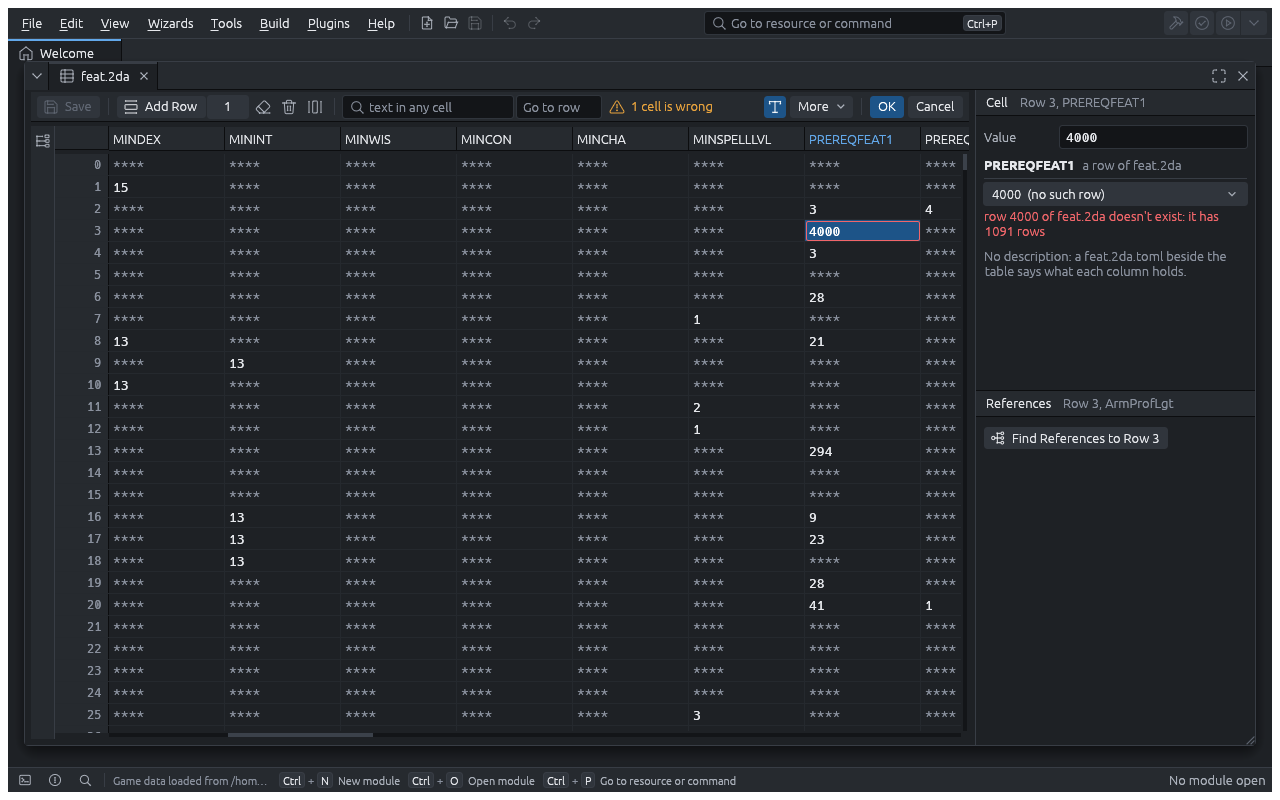 File Edit View Wizards Tools Build Plugins Help Go to resource or command Ctrl+P
Welcome
feat.2da
Save Add Row 1 text in any cell Go to row 1 cell is wrong More OK Cancel
Cell Row 3, PREREQFEAT1
Value 4000
PREREQFEAT1 a row of feat.2da
4000 (no such row)
row 4000 of feat.2da doesn't exist: it has
1091 rows
No description: a feat.2da.toml beside the
table says what each column holds.
References Row 3, ArmProfLgt
Find References to Row 3
MINDEX MININT MINWIS MINCON MINCHA MINSPELLLVL PREREQFEAT1 PREREQ
0 **** **** **** **** **** **** **** ****
1 15 **** **** **** **** **** **** ****
2 **** **** **** **** **** **** 3 4
3 **** **** **** **** **** **** 4000 ****
4 **** **** **** **** **** **** 3 ****
5 **** **** **** **** **** **** **** ****
6 **** **** **** **** **** **** 28 ****
7 **** **** **** **** **** 1 **** ****
8 13 **** **** **** **** **** 21 ****
9 **** 13 **** **** **** **** **** ****
10 13 **** **** **** **** **** **** ****
11 **** **** **** **** **** 2 **** ****
12 **** **** **** **** **** 1 **** ****
13 **** **** **** **** **** **** 294 ****
14 **** **** **** **** **** **** **** ****
15 **** **** **** **** **** **** **** ****
16 **** 13 **** **** **** **** 9 ****
17 **** 13 **** **** **** **** 23 ****
18 **** 13 **** **** **** **** **** ****
19 **** **** **** **** **** **** 28 ****
20 **** **** **** **** **** **** 41 1
21 **** **** **** **** **** **** **** ****
22 **** **** **** **** **** **** **** ****
23 **** **** **** **** **** **** **** ****
24 **** **** **** **** **** **** **** ****
25 **** **** **** **** **** 3 **** ****
Game data loaded from /hom... Ctrl + N New module Ctrl + O Open module Ctrl + P Go to resource or command No module open